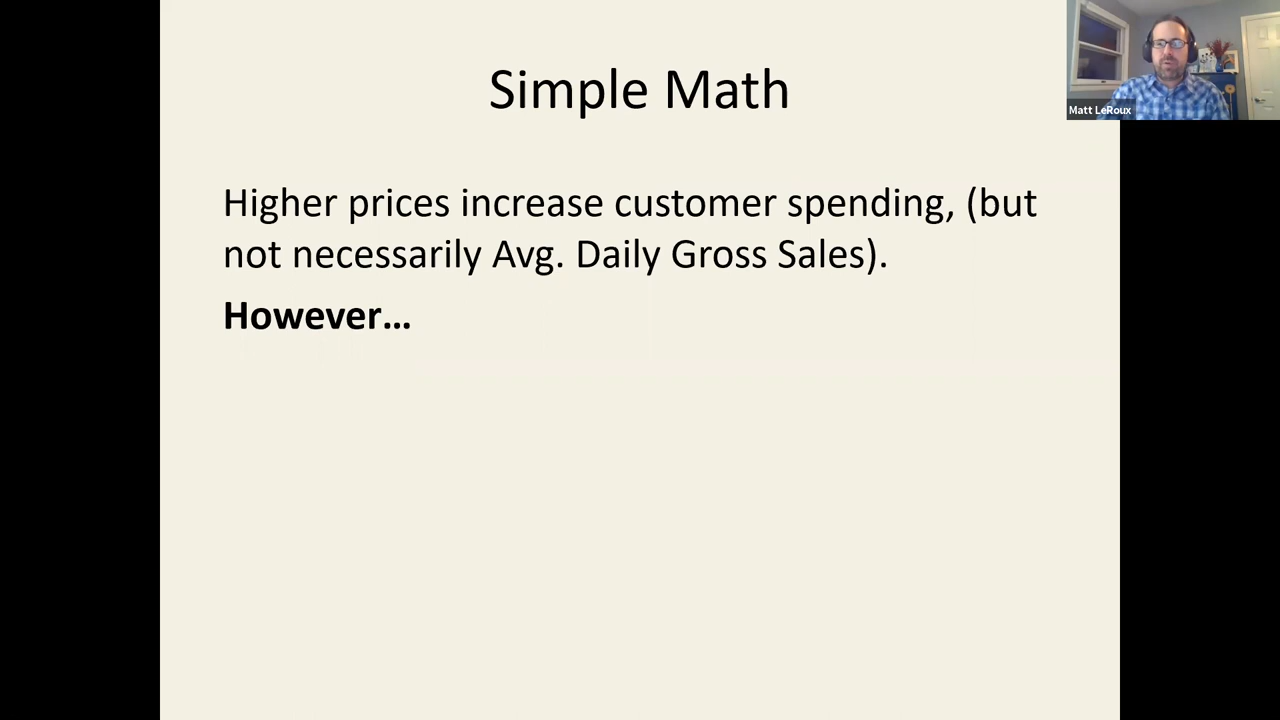 Simple Math
Matt LeRoux
Higher prices increase customer spending, (but
not necessarily Avg. Daily Gross Sales).
However…